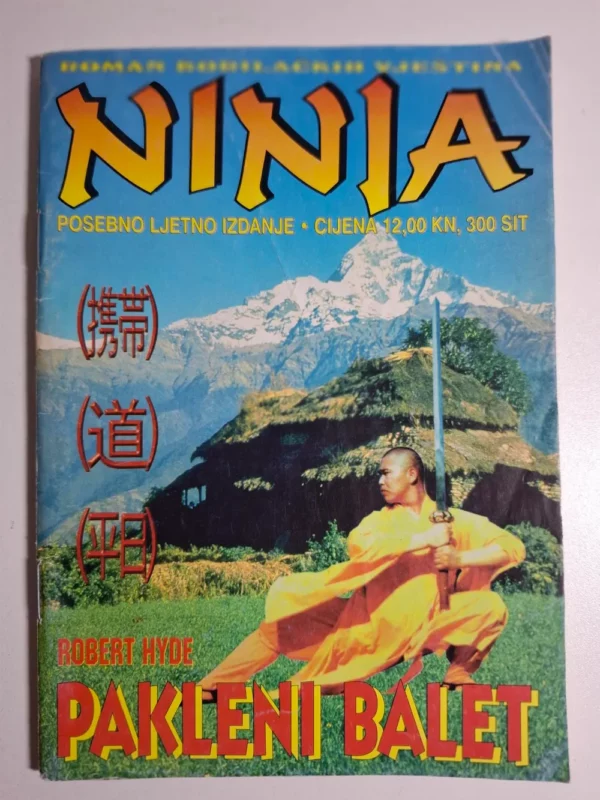 ROMAN BORILAČKIH VJEŠTINA
NINJA
POSEBNO LJETNO IZDANJE • CIJENA 12,00 KN, 300 SIT
(携帯)
(道)
(平日)
ROBERT HYDE
PAKLENI BALET